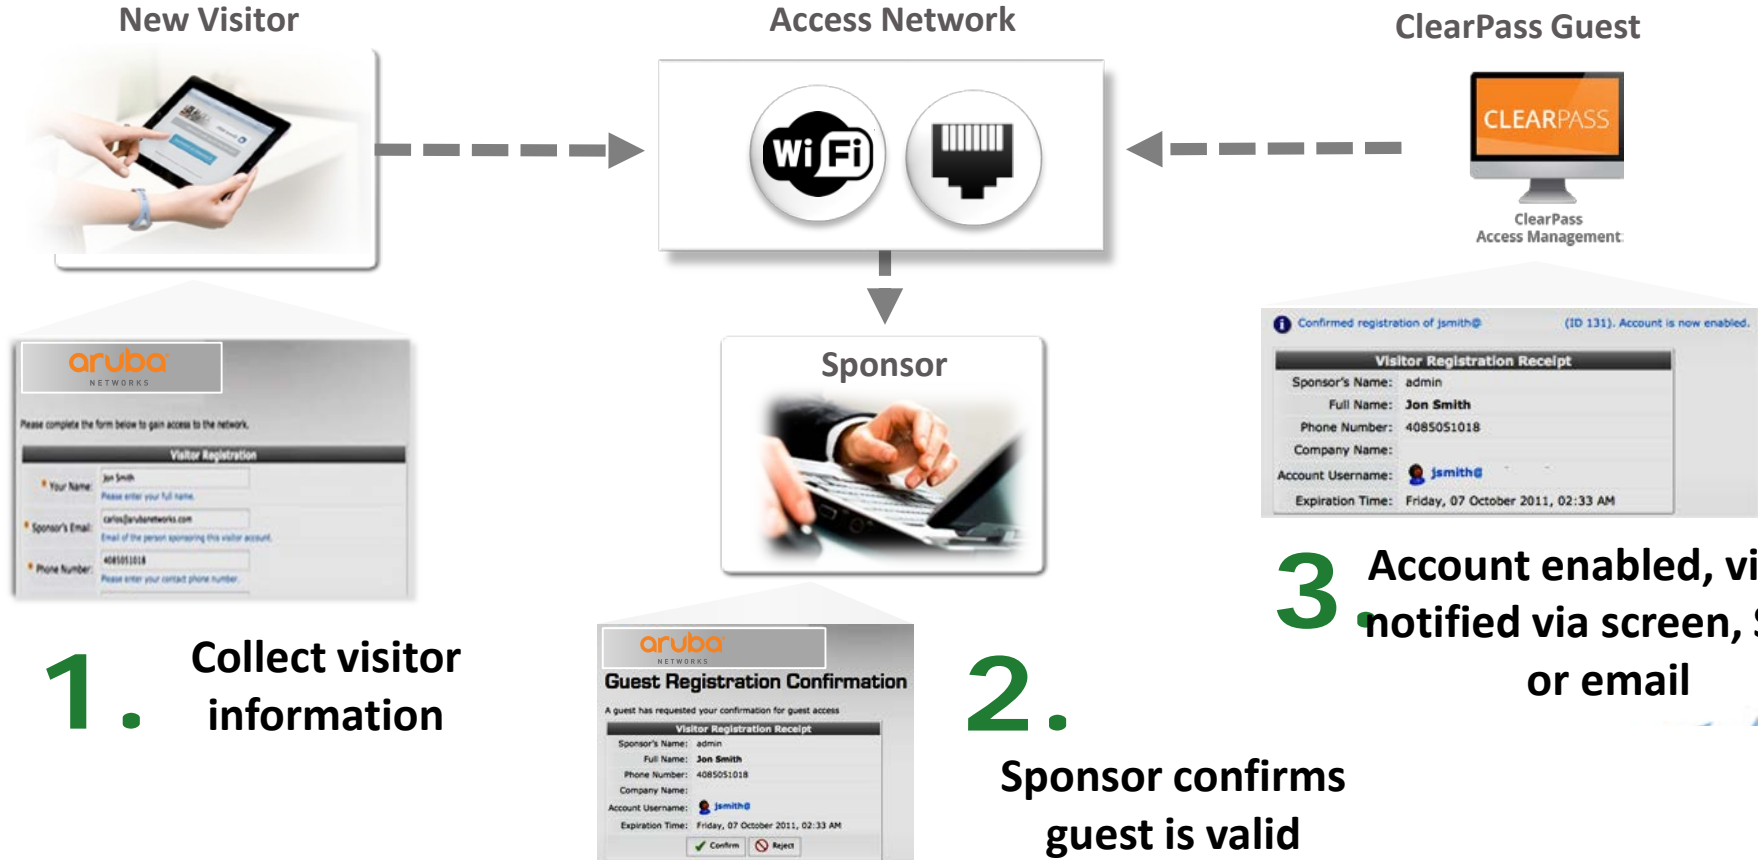 New Visitor
Access Network
ClearPass Guest
WiFi
CLEARPASS
ClearPass
Access Management
aruba
NETWORKS
Please complete the form below to gain access to the network.
Visitor Registration
Your Name: Jon Smith
Please enter your full name.
Sponsor's Email: carlos@arubanetworks.com
Email of the person sponsoring this visitor account.
Phone Number: 4085051018
Please enter your contact phone number.
1.
Collect visitor
information
Sponsor
aruba
NETWORKS
Guest Registration Confirmation
A guest has requested your confirmation for guest access
Visitor Registration Receipt
Sponsor's Name: admin
Full Name: Jon Smith
Phone Number: 4085051018
Company Name:
Account Username: jsmith@
Expiration Time: Friday, 07 October 2011, 02:33 AM
Confirm Reject
2.
Sponsor confirms
guest is valid
Confirmed registration of jsmith@ (ID 131). Account is now enabled.
Visitor Registration Receipt
Sponsor's Name: admin
Full Name: Jon Smith
Phone Number: 4085051018
Company Name:
Account Username: jsmith@
Expiration Time: Friday, 07 October 2011, 02:33 AM
3.
Account enabled, vi
notified via screen, S
or email